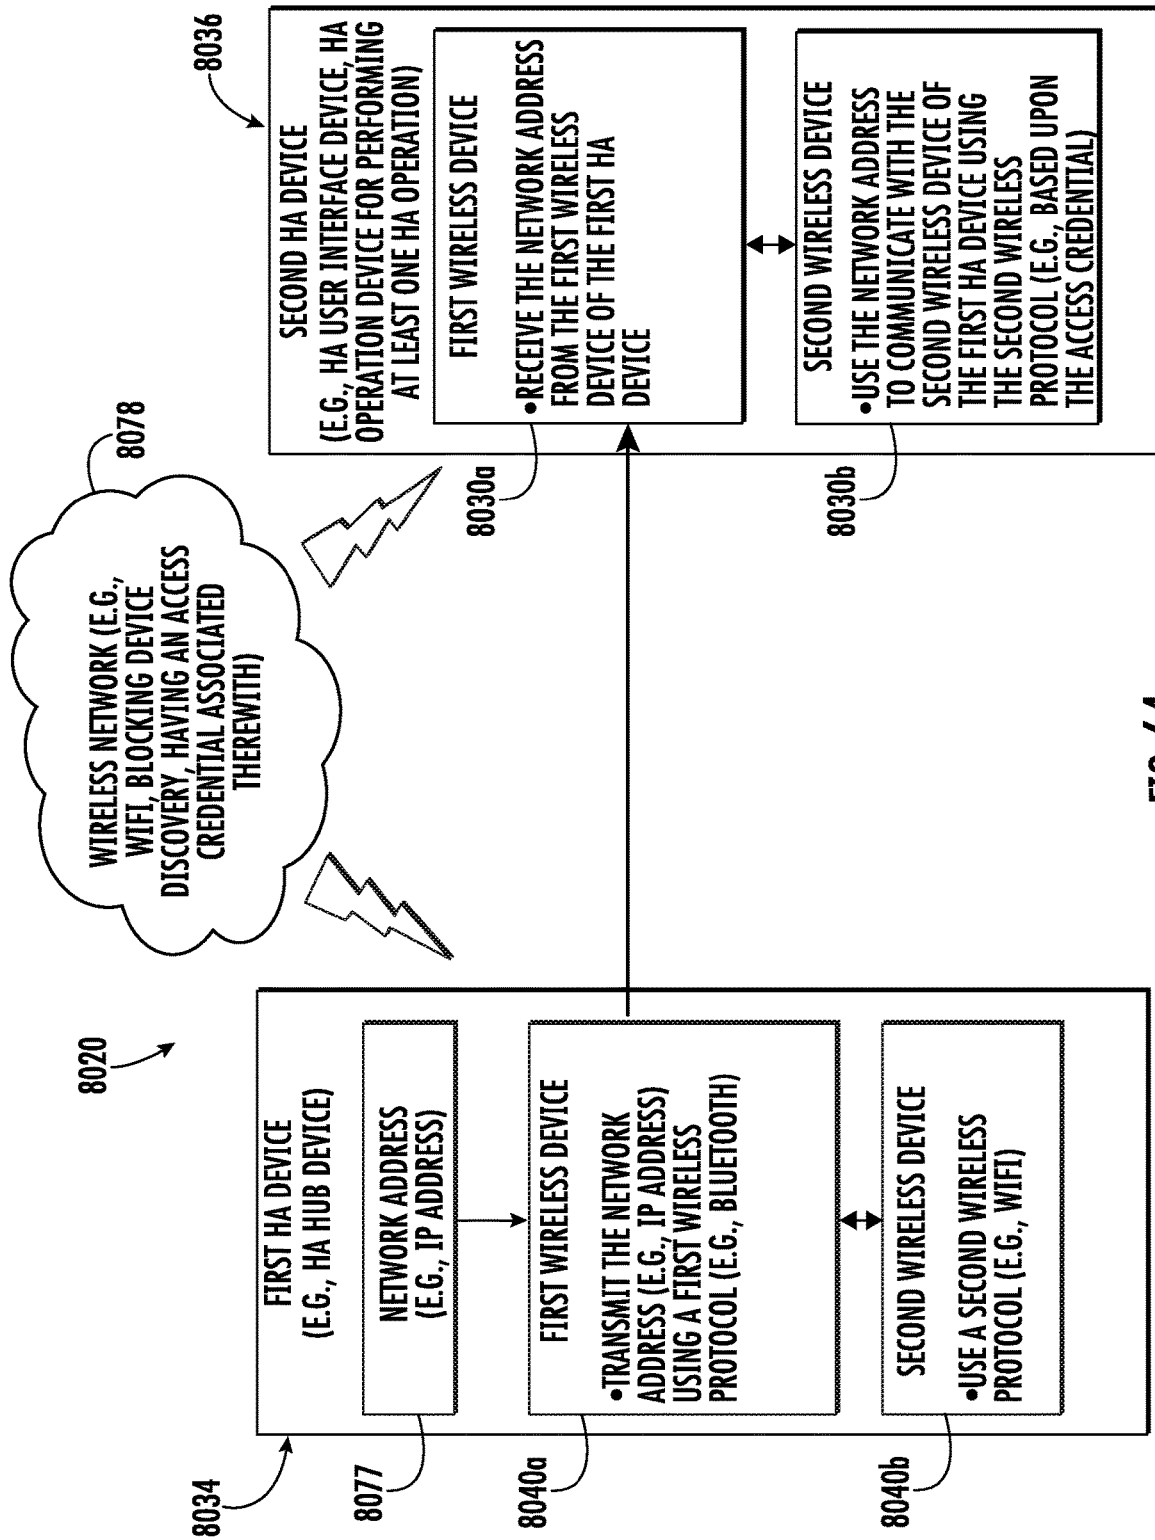 8020
8034
FIRST HA DEVICE
(E.G., HA HUB DEVICE)
8077
NETWORK ADDRESS
(E.G., IP ADDRESS)
8040a
FIRST WIRELESS DEVICE
•TRANSMIT THE NETWORK
ADDRESS (E.G., IP ADDRESS)
USING A FIRST WIRELESS
PROTOCOL (E.G., BLUETOOTH)
8040b
SECOND WIRELESS DEVICE
•USE A SECOND WIRELESS
PROTOCOL (E.G., WIFI)
8078
WIRELESS NETWORK (E.G.,
WIFI, BLOCKING DEVICE
DISCOVERY, HAVING AN ACCESS
CREDENTIAL ASSOCIATED
THEREWITH)
8036
SECOND HA DEVICE
(E.G., HA USER INTERFACE DEVICE, HA
OPERATION DEVICE FOR PERFORMING
AT LEAST ONE HA OPERATION)
8030a
FIRST WIRELESS DEVICE
•RECEIVE THE NETWORK ADDRESS
FROM THE FIRST WIRELESS
DEVICE OF THE FIRST HA
DEVICE
8030b
SECOND WIRELESS DEVICE
•USE THE NETWORK ADDRESS
TO COMMUNICATE WITH THE
SECOND WIRELESS DEVICE OF
THE FIRST HA DEVICE USING
THE SECOND WIRELESS
PROTOCOL (E.G., BASED UPON
THE ACCESS CREDENTIAL)